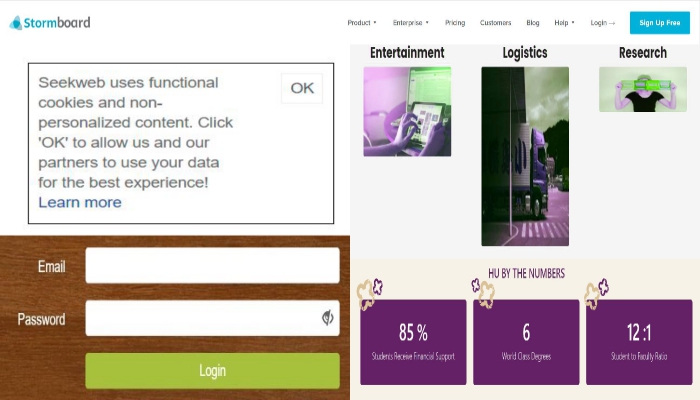 Stormboard
Product Enterprise Pricing Customers Blog Help Login → Sign Up Free
Seekweb uses functional
cookies and non-
personalized content. Click
'OK' to allow us and our
partners to use your data
for the best experience!
Learn more
OK
Email
Password
Login
Entertainment
Logistics
Research
HU BY THE NUMBERS
85 %
Students Receive Financial Support
6
World Class Degrees
12 :1
Student to Faculty Ratio